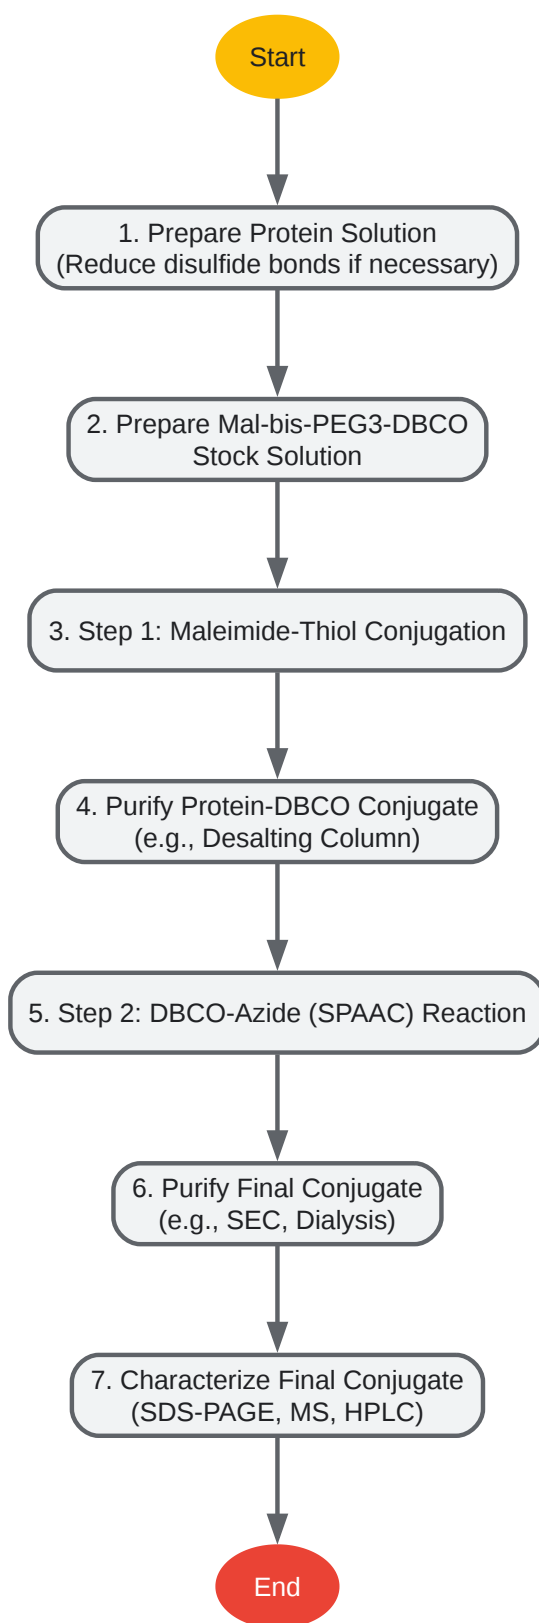 Start
1. Prepare Protein Solution
(Reduce disulfide bonds if necessary)
2. Prepare Mal-bis-PEG3-DBCO
Stock Solution
3. Step 1: Maleimide-Thiol Conjugation
4. Purify Protein-DBCO Conjugate
(e.g., Desalting Column)
5. Step 2: DBCO-Azide (SPAAC) Reaction
6. Purify Final Conjugate
(e.g., SEC, Dialysis)
7. Characterize Final Conjugate
(SDS-PAGE, MS, HPLC)
End